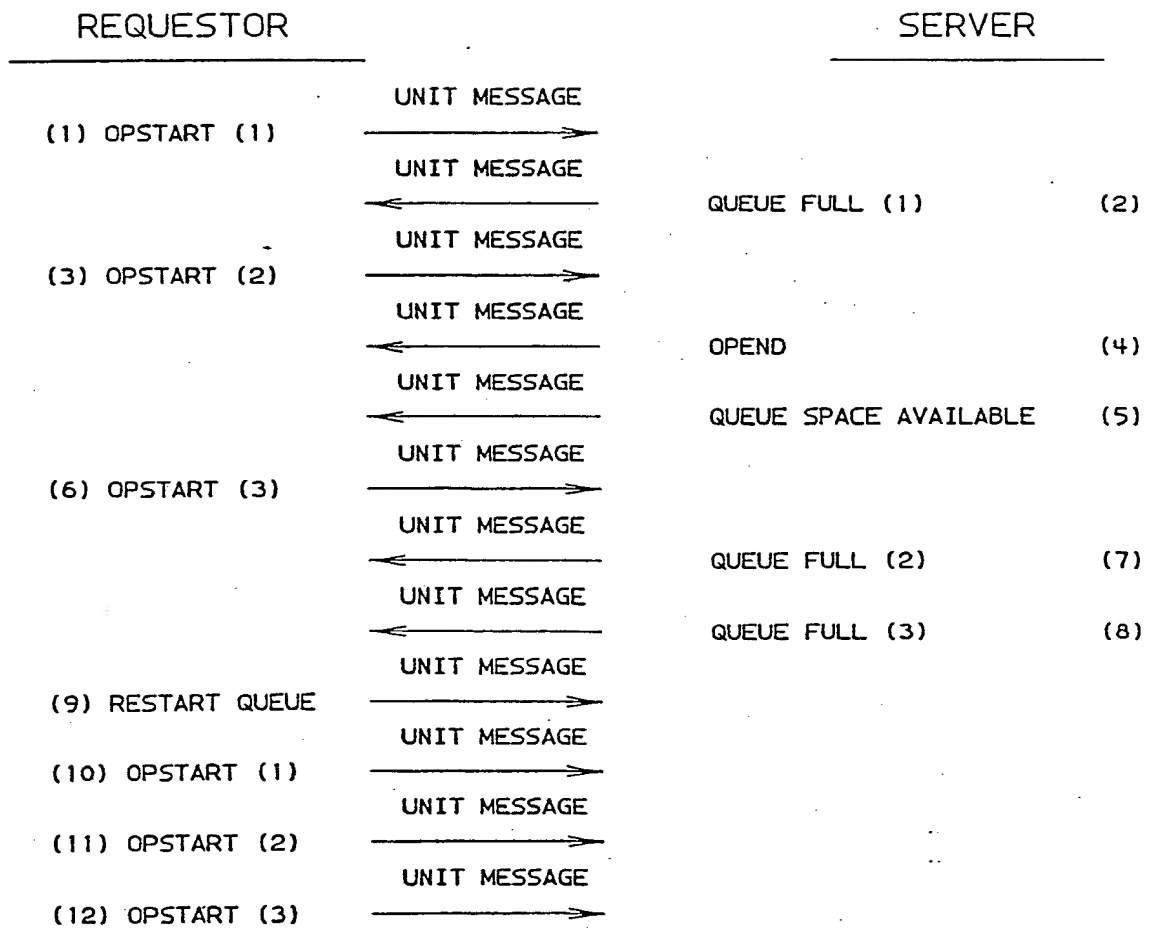 REQUESTOR SERVER
UNIT MESSAGE
(1) OPSTART (1)
UNIT MESSAGE
QUEUE FULL (1) (2)
UNIT MESSAGE
(3) OPSTART (2)
UNIT MESSAGE
OPEND (4)
UNIT MESSAGE
QUEUE SPACE AVAILABLE (5)
UNIT MESSAGE
(6) OPSTART (3)
UNIT MESSAGE
QUEUE FULL (2) (7)
UNIT MESSAGE
QUEUE FULL (3) (8)
UNIT MESSAGE
(9) RESTART QUEUE
UNIT MESSAGE
(10) OPSTART (1)
UNIT MESSAGE
(11) OPSTART (2)
UNIT MESSAGE
(12) OPSTART (3)